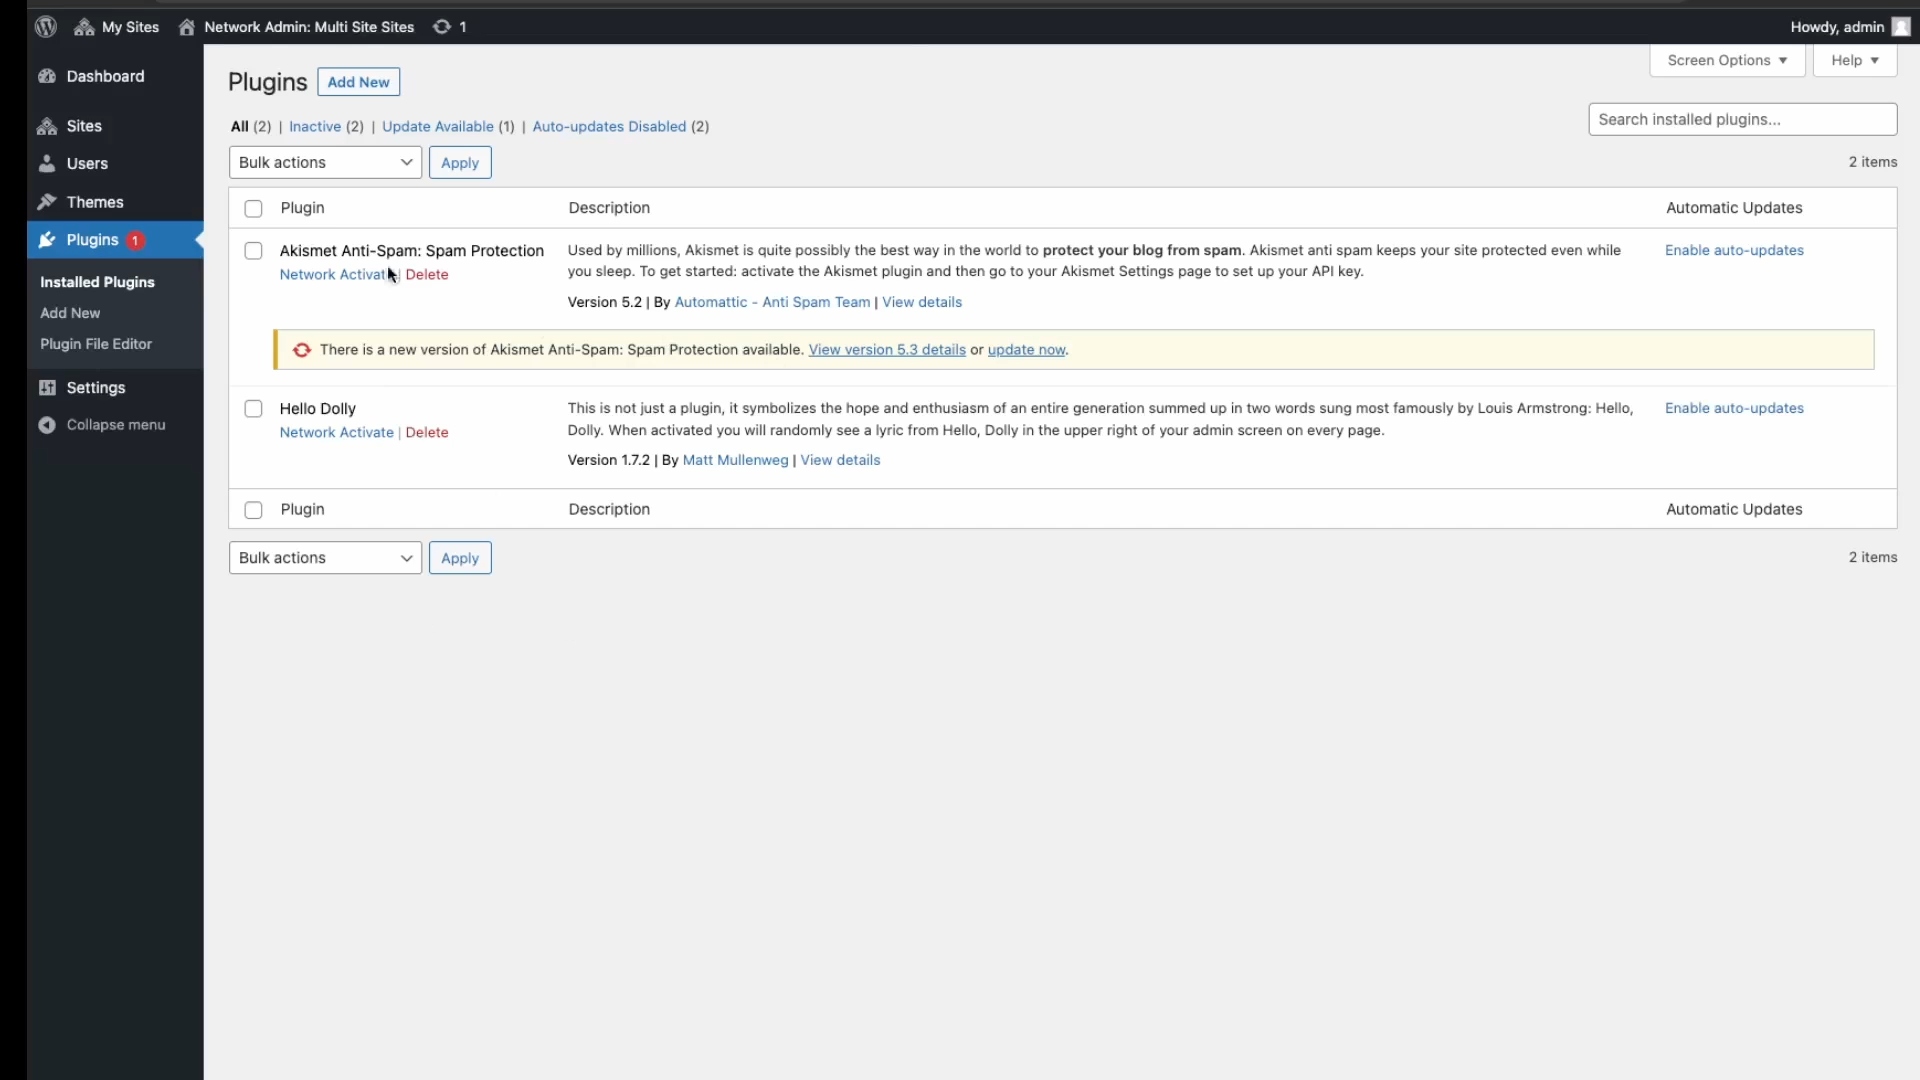 My Sites
Network Admin: Multi Site Sites
1
Howdy, admin
Dashboard
Sites
Users
Themes
Plugins 1
Installed Plugins
Add New
Plugin File Editor
Settings
Collapse menu
Screen Options
Help
Plugins Add New
All (2) | Inactive (2) | Update Available (1) | Auto-updates Disabled (2)
Search installed plugins...
Bulk actions Apply
2 items
Plugin Description Automatic Updates
Akismet Anti-Spam: Spam Protection
Network Activate | Delete
Used by millions, Akismet is quite possibly the best way in the world to protect your blog from spam. Akismet anti spam keeps your site protected even while
you sleep. To get started: activate the Akismet plugin and then go to your Akismet Settings page to set up your API key.
Version 5.2 | By Automattic - Anti Spam Team | View details
Enable auto-updates
There is a new version of Akismet Anti-Spam: Spam Protection available. View version 5.3 details or update now.
Hello Dolly
Network Activate | Delete
This is not just a plugin, it symbolizes the hope and enthusiasm of an entire generation summed up in two words sung most famously by Louis Armstrong: Hello,
Dolly. When activated you will randomly see a lyric from Hello, Dolly in the upper right of your admin screen on every page.
Version 1.7.2 | By Matt Mullenweg | View details
Enable auto-updates
Plugin Description Automatic Updates
Bulk actions Apply
2 items